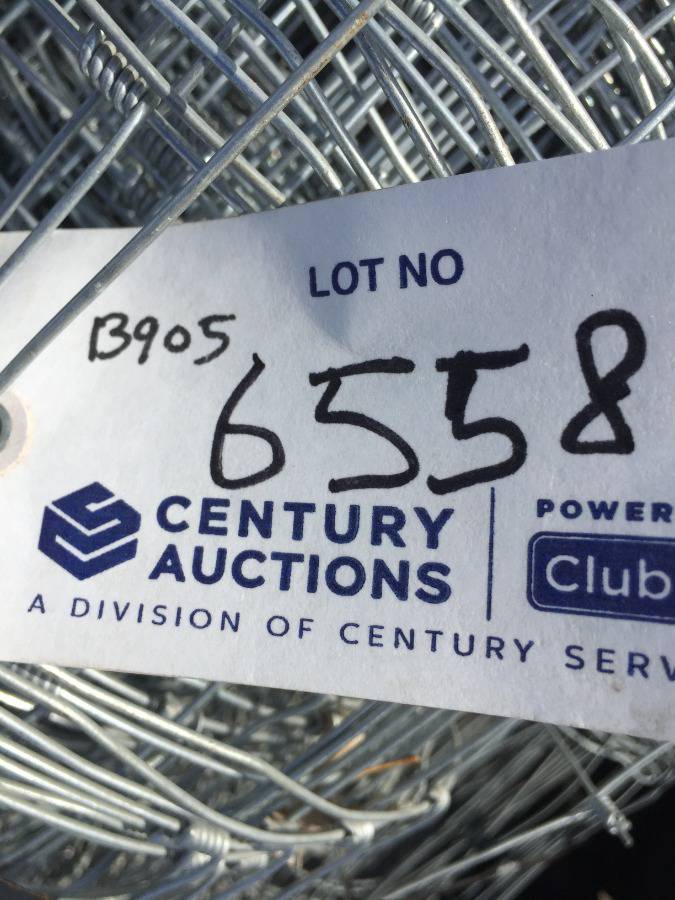 LOT NO
B905
6558
CENTURY
AUCTIONS
POWER
Club
A DIVISION OF CENTURY SERV